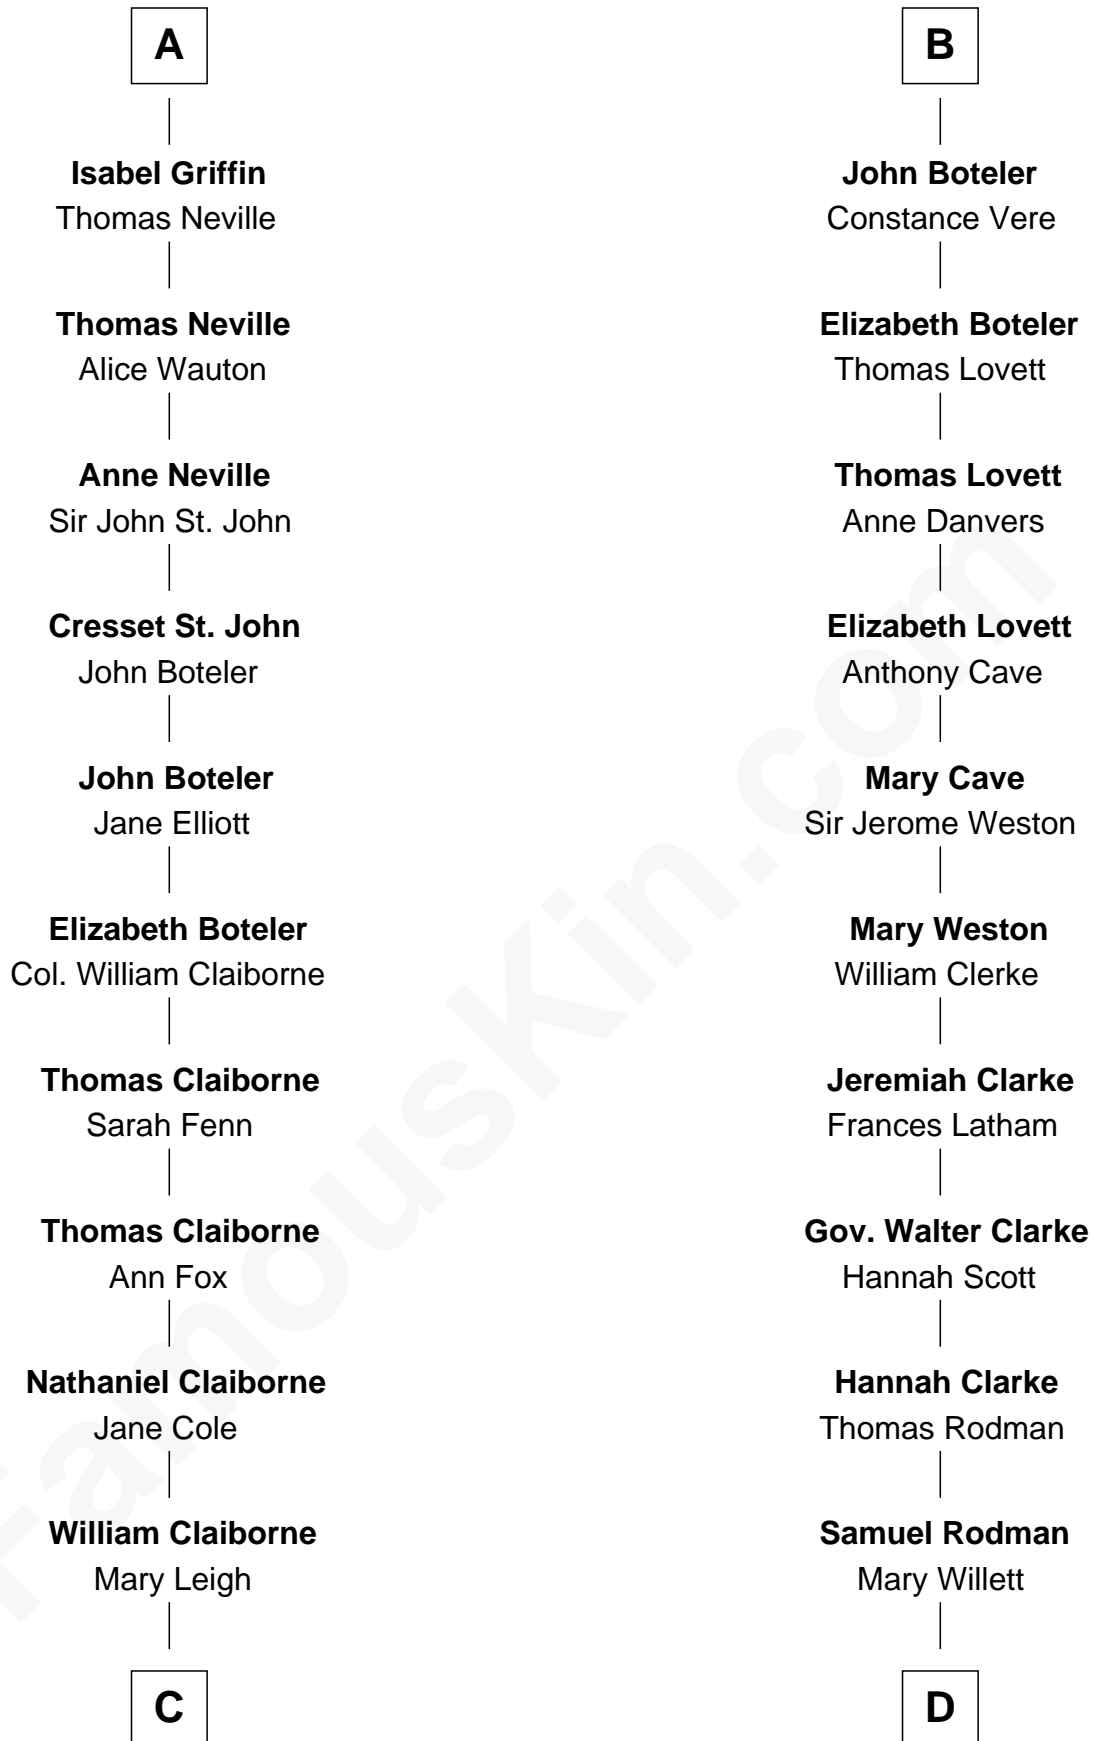 A
Isabel Griffin
Thomas Neville
Thomas Neville
Alice Wauton
Anne Neville
Sir John St. John
Cresset St. John
John Boteler
John Boteler
Jane Elliott
Elizabeth Boteler
Col. William Claiborne
Thomas Claiborne
Sarah Fenn
Thomas Claiborne
Ann Fox
Nathaniel Claiborne
Jane Cole
William Claiborne
Mary Leigh
C
B
John Boteler
Constance Vere
Elizabeth Boteler
Thomas Lovett
Thomas Lovett
Anne Danvers
Elizabeth Lovett
Anthony Cave
Mary Cave
Sir Jerome Weston
Mary Weston
William Clerke
Jeremiah Clarke
Frances Latham
Gov. Walter Clarke
Hannah Scott
Hannah Clarke
Thomas Rodman
Samuel Rodman
Mary Willett
D
FamousKin.com